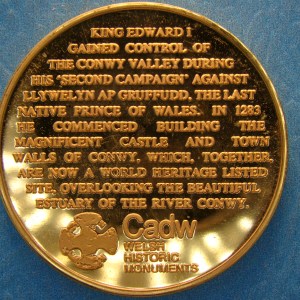 KING EDWARD I
GAINED CONTROL OF
THE CONWY VALLEY DURING
HIS 'SECOND CAMPAIGN' AGAINST
LLYWELYN AP GRUFFUDD, THE LAST
NATIVE PRINCE OF WALES. IN 1283
HE COMMENCED BUILDING THE
MAGNIFICENT CASTLE AND TOWN
WALLS OF CONWY, WHICH, TOGETHER,
ARE NOW A WORLD HERITAGE LISTED
SITE, OVERLOOKING THE BEAUTIFUL
ESTUARY OF THE RIVER CONWY.
Cadw
WELSH
HISTORIC
MONUMENTS